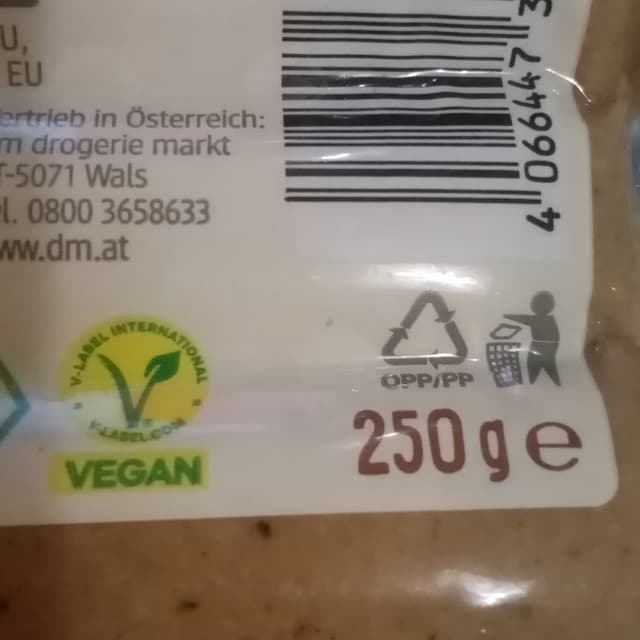 U,
EU
ertrieb in Österreich:
m drogerie markt
T-5071 Wals
el. 0800 3658633
ww.dm.at
4 066447 3
V-LABEL INTERNATIONAL
V-LABEL.COM
VEGAN
OPP/PP
250 g e